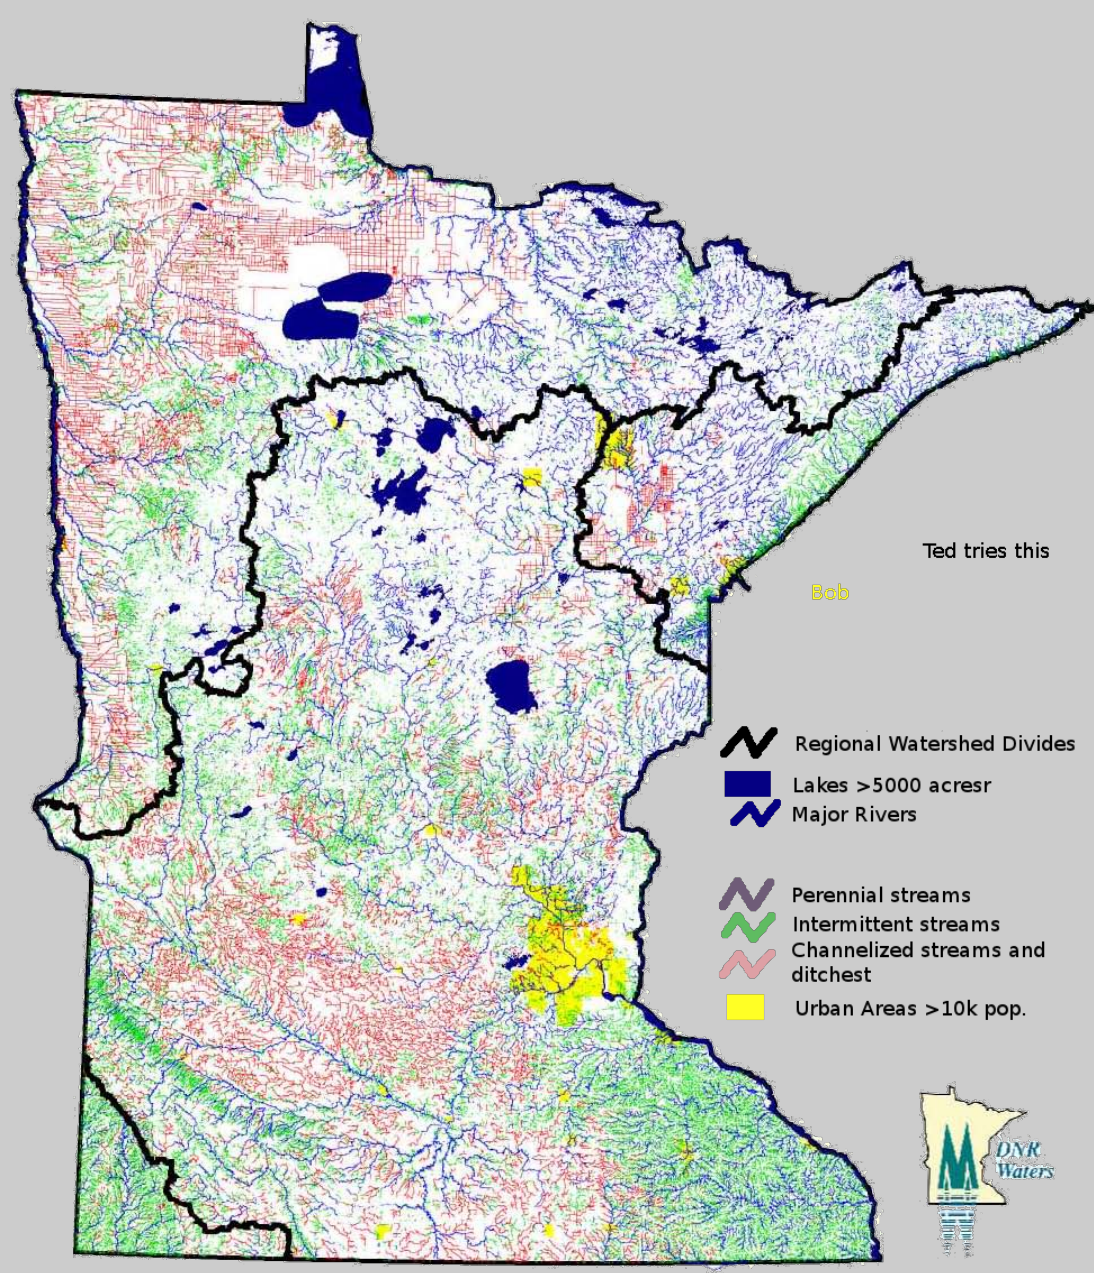 Ted tries this
Bob
Regional Watershed Divides
Lakes >5000 acresr
Major Rivers
Perennial streams
Intermittent streams
Channelized streams and
ditchest
Urban Areas >10k pop.
DNR
Waters